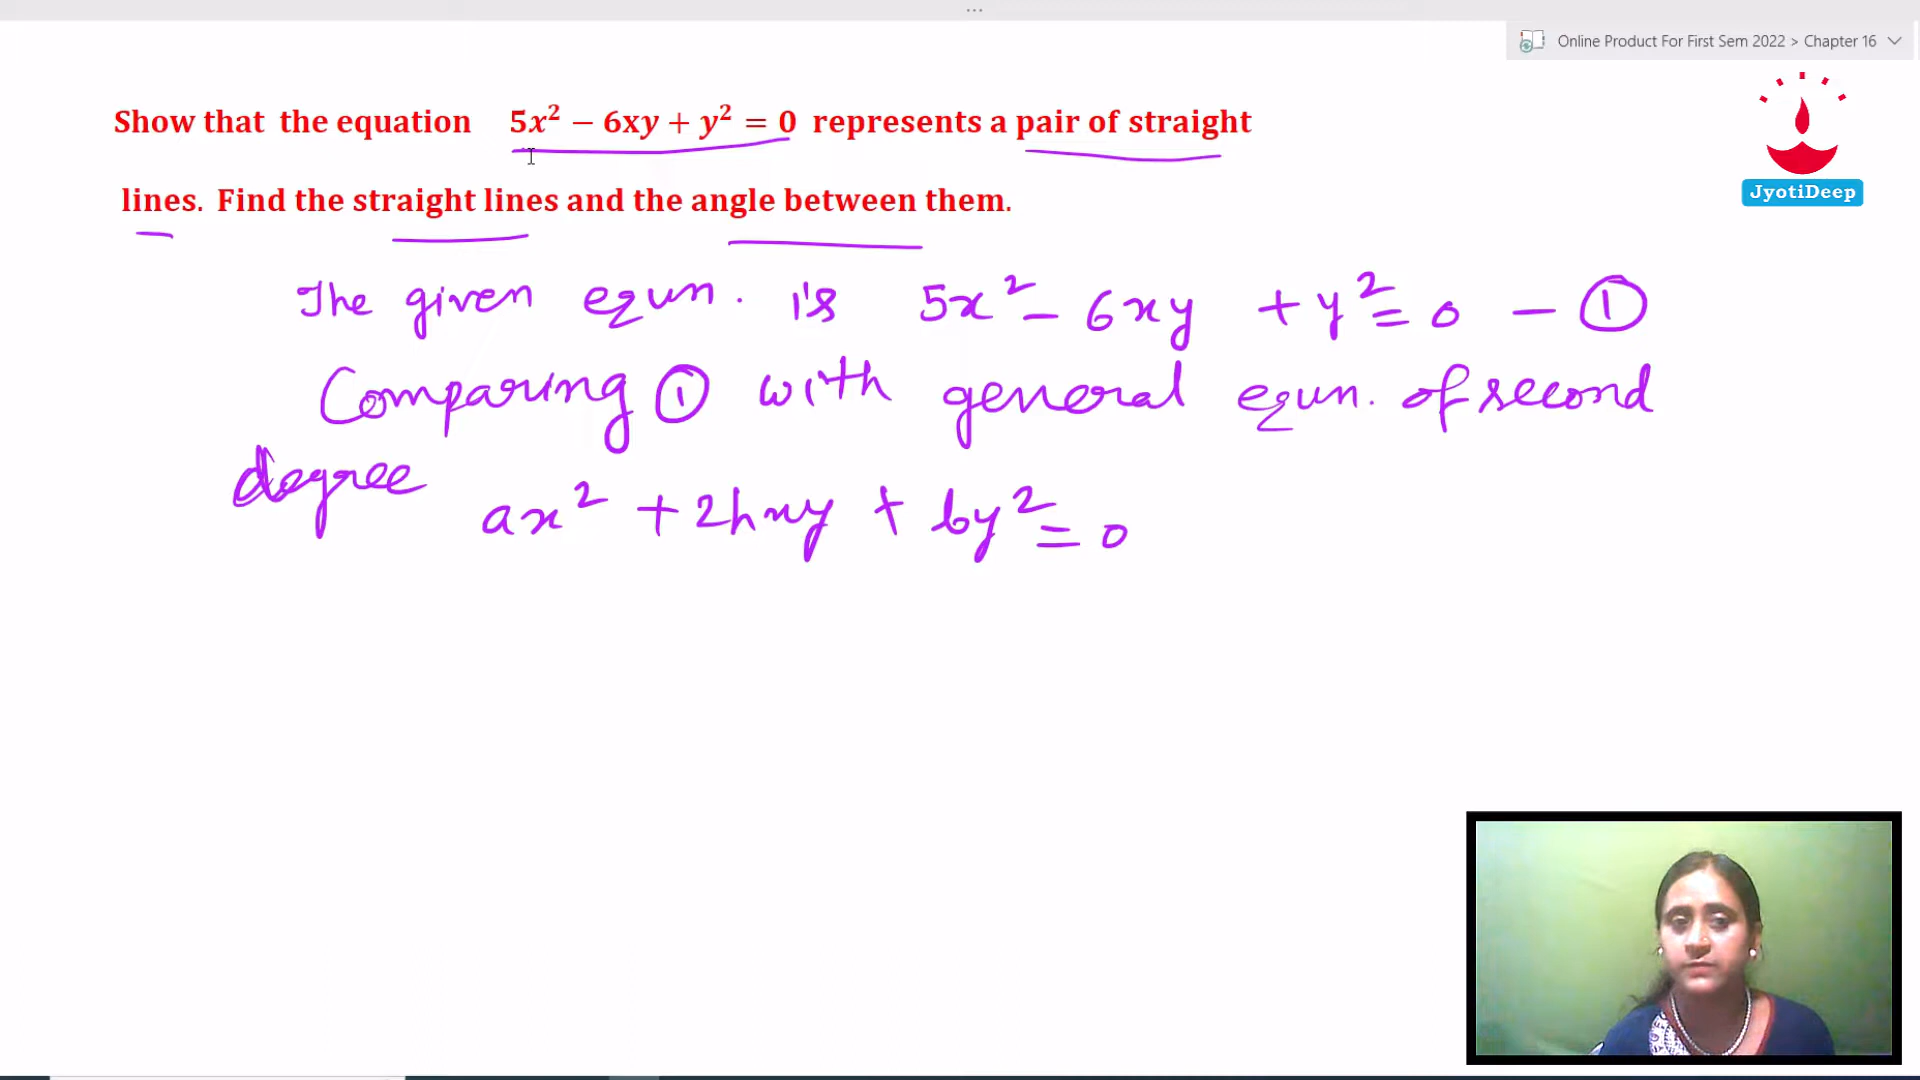 ...
Online Product For First Sem 2022 > Chapter 16
Show that the equation 5x² − 6xy + y² = 0 represents a pair of straight
lines. Find the straight lines and the angle between them.
JyotiDeep
The given equn. is 5x² − 6xy + y² = 0 − ①
Comparing ① with general equn. of second
degree
ax² + 2hxy + by² = 0